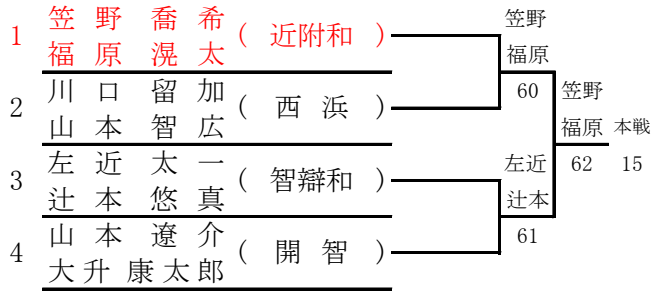 1 笠野 喬希 福原 滉太 ( 近附和 )
2 川口 留加 山本 智広 ( 西浜 )
3 左近 太一 辻本 悠真 ( 智辯和 )
4 山本 遼介 大升 康太郎 ( 開智 )
笠野
福原
60
左近
辻本
61
笠野
福原
62
本戦
15